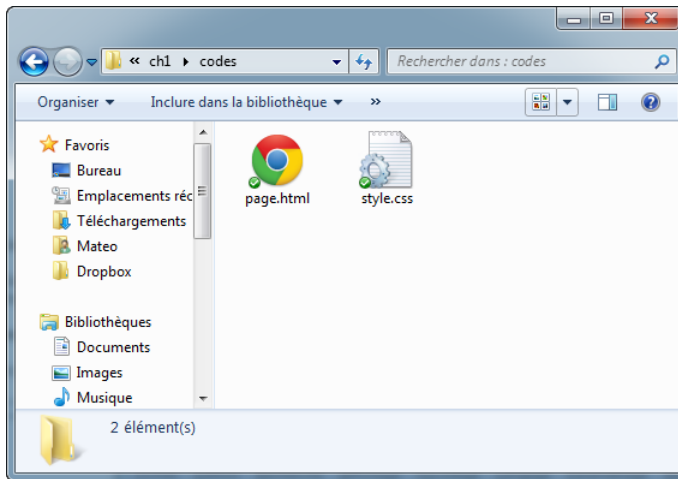 « ch1 ▸ codes
Rechercher dans : codes
Organiser
Inclure dans la bibliothèque
»
Favoris
Bureau
Emplacements réc
Téléchargements
Mateo
Dropbox
Bibliothèques
Documents
Images
Musique
page.html
style.css
2 élément(s)